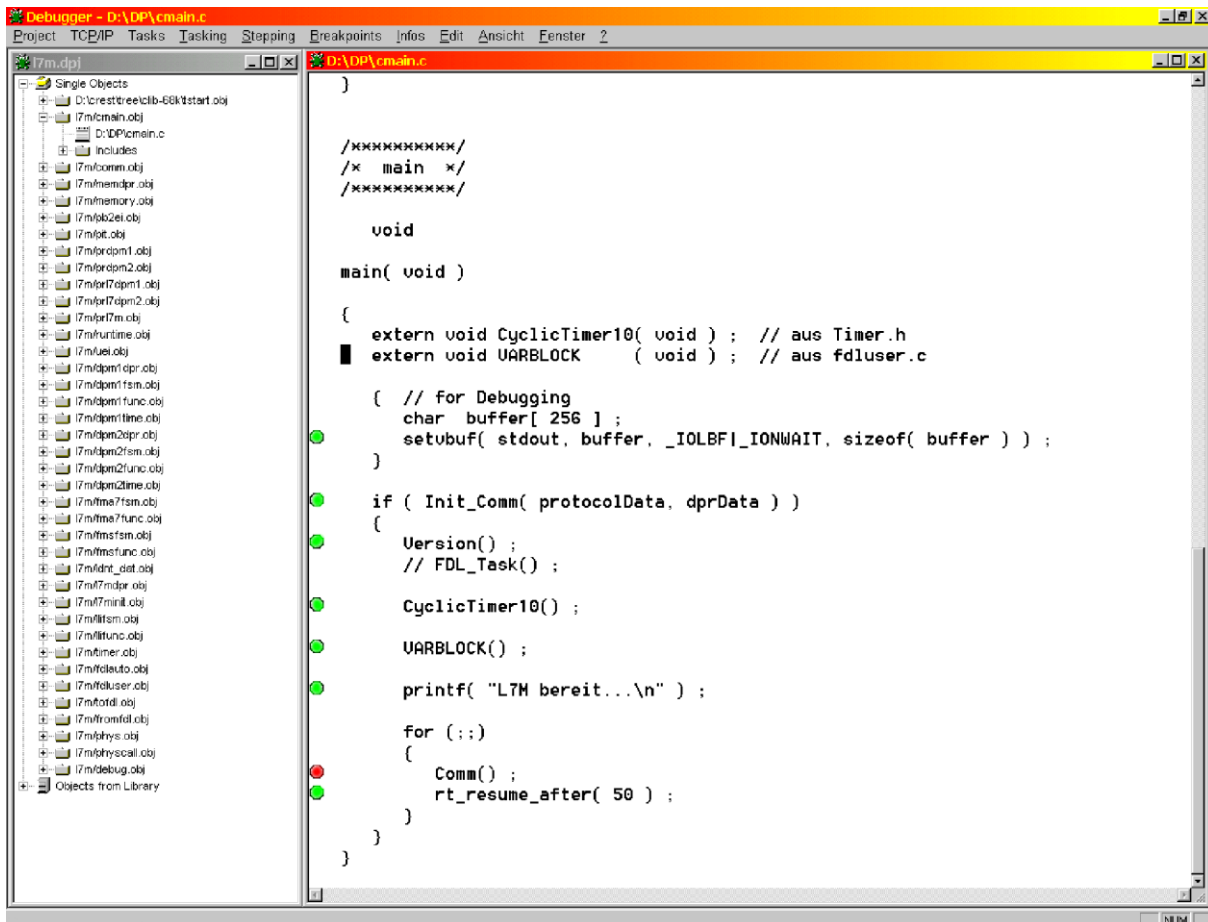 Debugger - D:\DP\cmain.c
Project TCP/IP Tasks Tasking Stepping Breakpoints Infos Edit Ansicht Fenster ?
l7m.dpj
Single Objects
D:\crest\tree\clib-68k\tstart.obj
l7m/cmain.obj
D:\DP\cmain.c
Includes
l7m/comm.obj
l7m/memdpr.obj
l7m/memory.obj
l7m/pb2ei.obj
l7m/pit.obj
l7m/prdpm1.obj
l7m/prdpm2.obj
l7m/prl7dpm1.obj
l7m/prl7dpm2.obj
l7m/prl7m.obj
l7m/runtime.obj
l7m/uei.obj
l7m/dpm1dpr.obj
l7m/dpm1fsm.obj
l7m/dpm1func.obj
l7m/dpm1time.obj
l7m/dpm2dpr.obj
l7m/dpm2fsm.obj
l7m/dpm2func.obj
l7m/dpm2time.obj
l7m/fma7fsm.obj
l7m/fma7func.obj
l7m/fmsfsm.obj
l7m/fmsfunc.obj
l7m/idnt_dat.obj
l7m/l7mdpr.obj
l7m/l7minit.obj
l7m/llifsm.obj
l7m/llifunc.obj
l7m/timer.obj
l7m/fdlauto.obj
l7m/fdluser.obj
l7m/tofdl.obj
l7m/fromfdl.obj
l7m/phys.obj
l7m/physcall.obj
l7m/debug.obj
Objects from Library
D:\DP\cmain.c
}
/**********/
/* main */
/**********/
void
main( void )
{
extern void CyclicTimer10( void ) ; // aus Timer.h
extern void VARBLOCK ( void ) ; // aus fdluser.c
{ // for Debugging
char buffer[ 256 ] ;
setvbuf( stdout, buffer, _IOLBF|_IONWAIT, sizeof( buffer ) ) ;
}
if ( Init_Comm( protocolData, dprData ) )
{
Version() ;
// FDL_Task() ;
CyclicTimer10() ;
VARBLOCK() ;
printf( "L7M bereit...\n" ) ;
for (;;)
{
Comm() ;
rt_resume_after( 50 ) ;
}
}
}
NUM